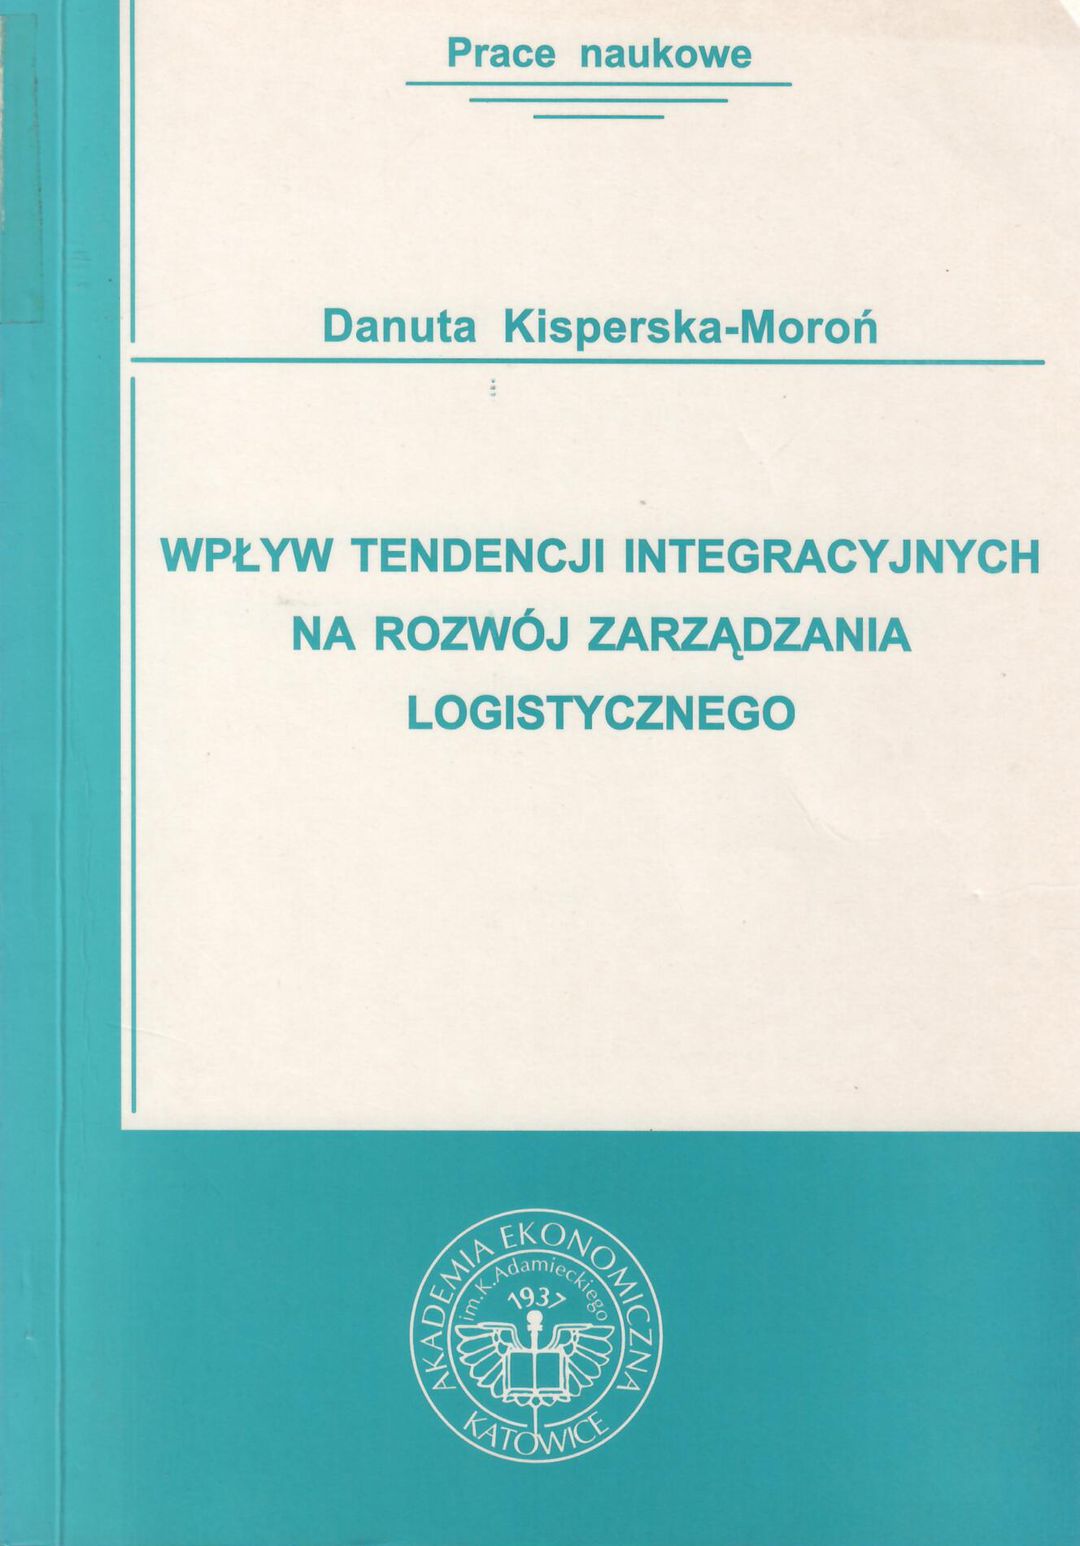 Prace naukowe
Danuta Kisperska-Moroń
WPŁYW TENDENCJI INTEGRACYJNYCH
NA ROZWÓJ ZARZĄDZANIA
LOGISTYCZNEGO
AKADEMIA EKONOMICZNA
im. K. Adamieckiego
1937
KATOWICE